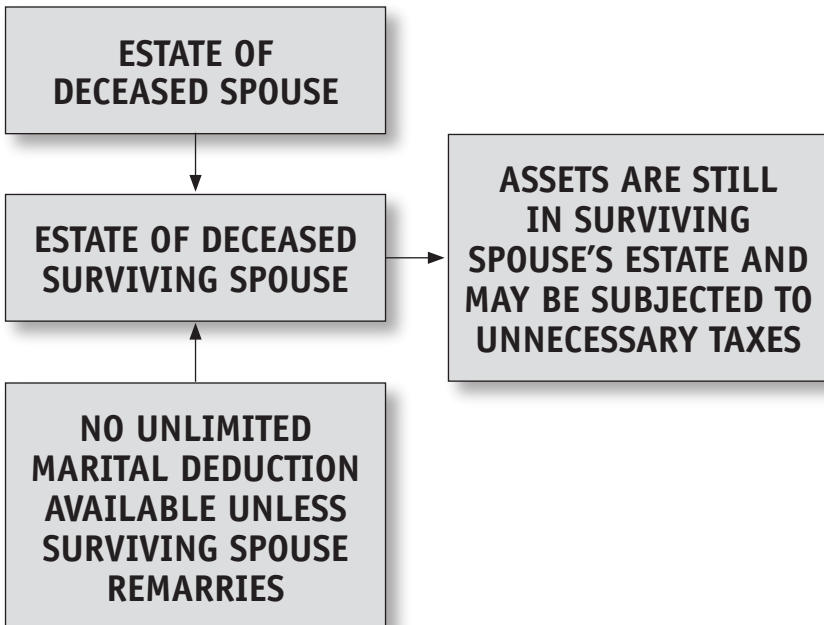 ESTATE OF
DECEASED SPOUSE
ESTATE OF DECEASED
SURVIVING SPOUSE
ASSETS ARE STILL
IN SURVIVING
SPOUSE’S ESTATE AND
MAY BE SUBJECTED TO
UNNECESSARY TAXES
NO UNLIMITED
MARITAL DEDUCTION
AVAILABLE UNLESS
SURVIVING SPOUSE
REMARRIES